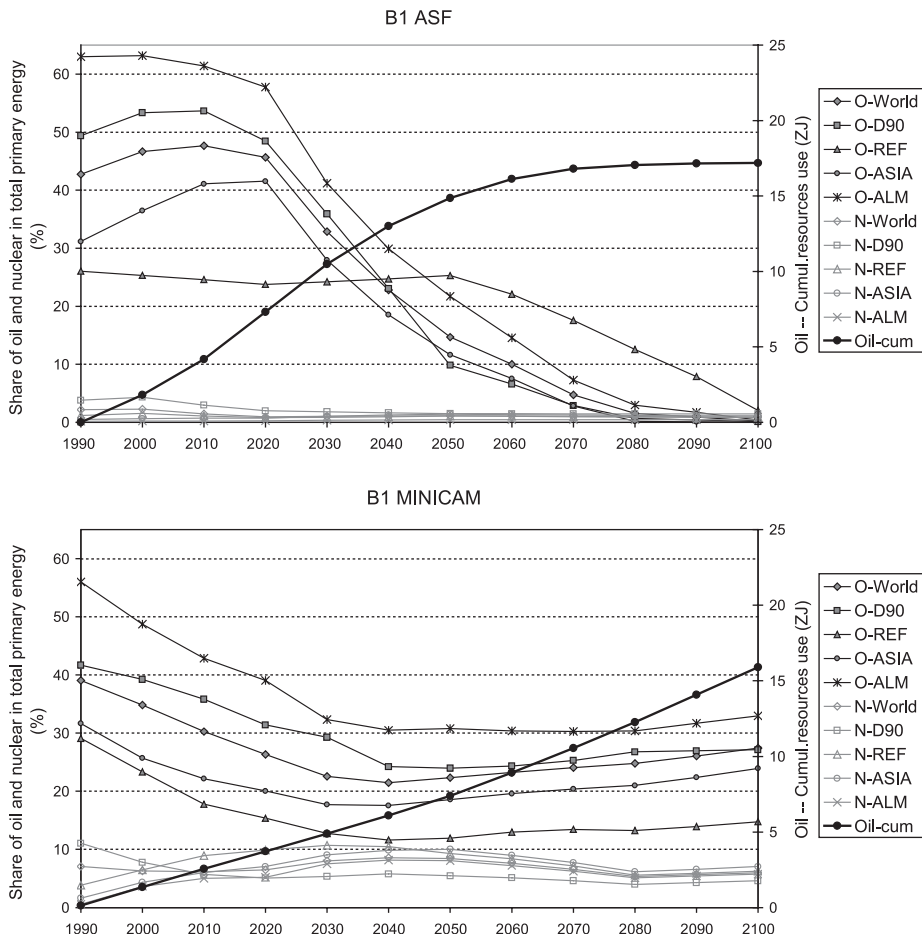 B1 ASF
Share of oil and nuclear in total primary energy
(%)
60
50
40
30
20
10
0
1990 2000 2010 2020 2030 2040 2050 2060 2070 2080 2090 2100
25
20
15
10
5
0
Oil -- Cumul.resources use (ZJ)
O-World
O-D90
O-REF
O-ASIA
O-ALM
N-World
N-D90
N-REF
N-ASIA
N-ALM
Oil-cum
B1 MINICAM
Share of oil and nuclear in total primary energy
(%)
60
50
40
30
20
10
0
1990 2000 2010 2020 2030 2040 2050 2060 2070 2080 2090 2100
25
20
15
10
5
0
Oil -- Cumul.resources use (ZJ)
O-World
O-D90
O-REF
O-ASIA
O-ALM
N-World
N-D90
N-REF
N-ASIA
N-ALM
Oil-cum